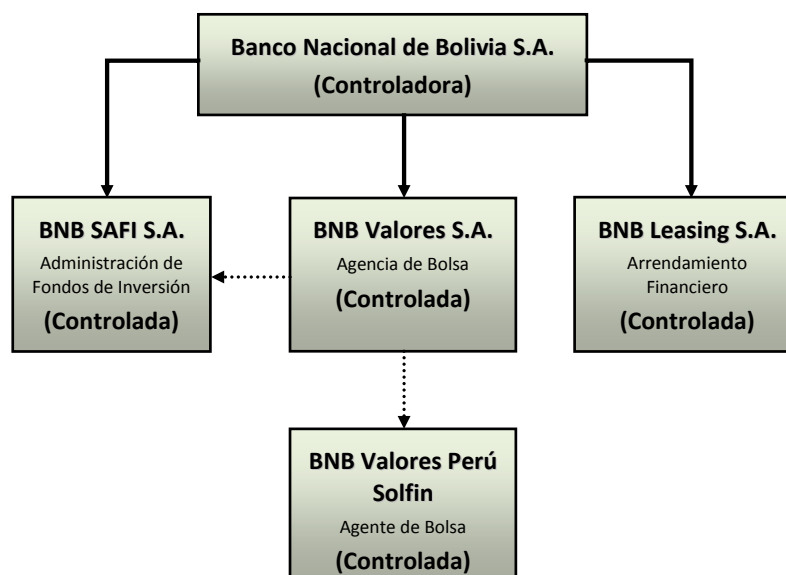 Banco Nacional de Bolivia S.A.
(Controladora)
BNB SAFI S.A.
Administración de
Fondos de Inversión
(Controlada)
BNB Valores S.A.
Agencia de Bolsa
(Controlada)
BNB Leasing S.A.
Arrendamiento
Financiero
(Controlada)
BNB Valores Perú
Solfin
Agente de Bolsa
(Controlada)